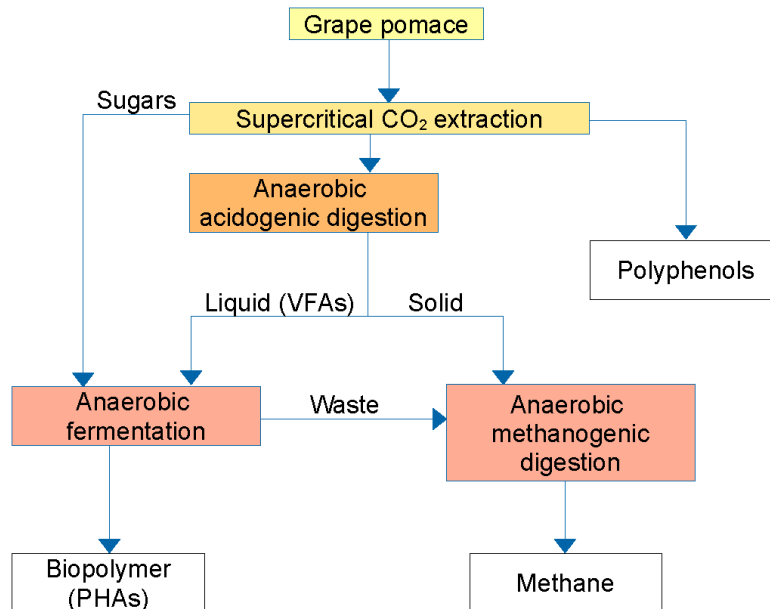 Grape pomace
Sugars
Supercritical CO₂ extraction
Anaerobic
acidogenic digestion
Polyphenols
Liquid (VFAs)
Solid
Anaerobic
fermentation
Waste
Anaerobic
methanogenic
digestion
Biopolymer
(PHAs)
Methane